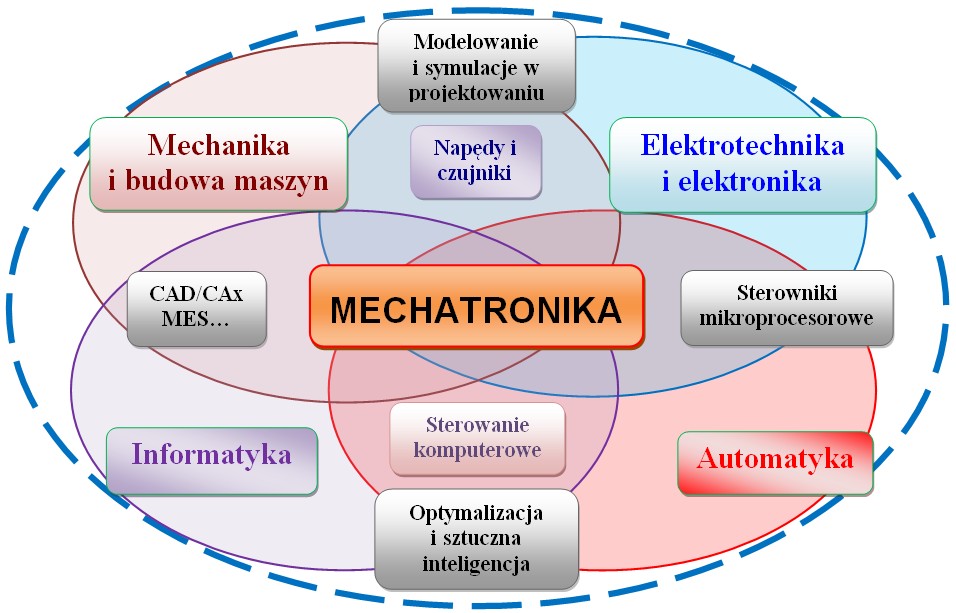 Modelowanie
i symulacje w
projektowaniu
Mechanika
i budowa maszyn
Napędy i
czujniki
Elektrotechnika
i elektronika
CAD/CAx
MES...
MECHATRONIKA
Sterowniki
mikroprocesorowe
Informatyka
Sterowanie
komputerowe
Automatyka
Optymalizacja
i sztuczna
inteligencja